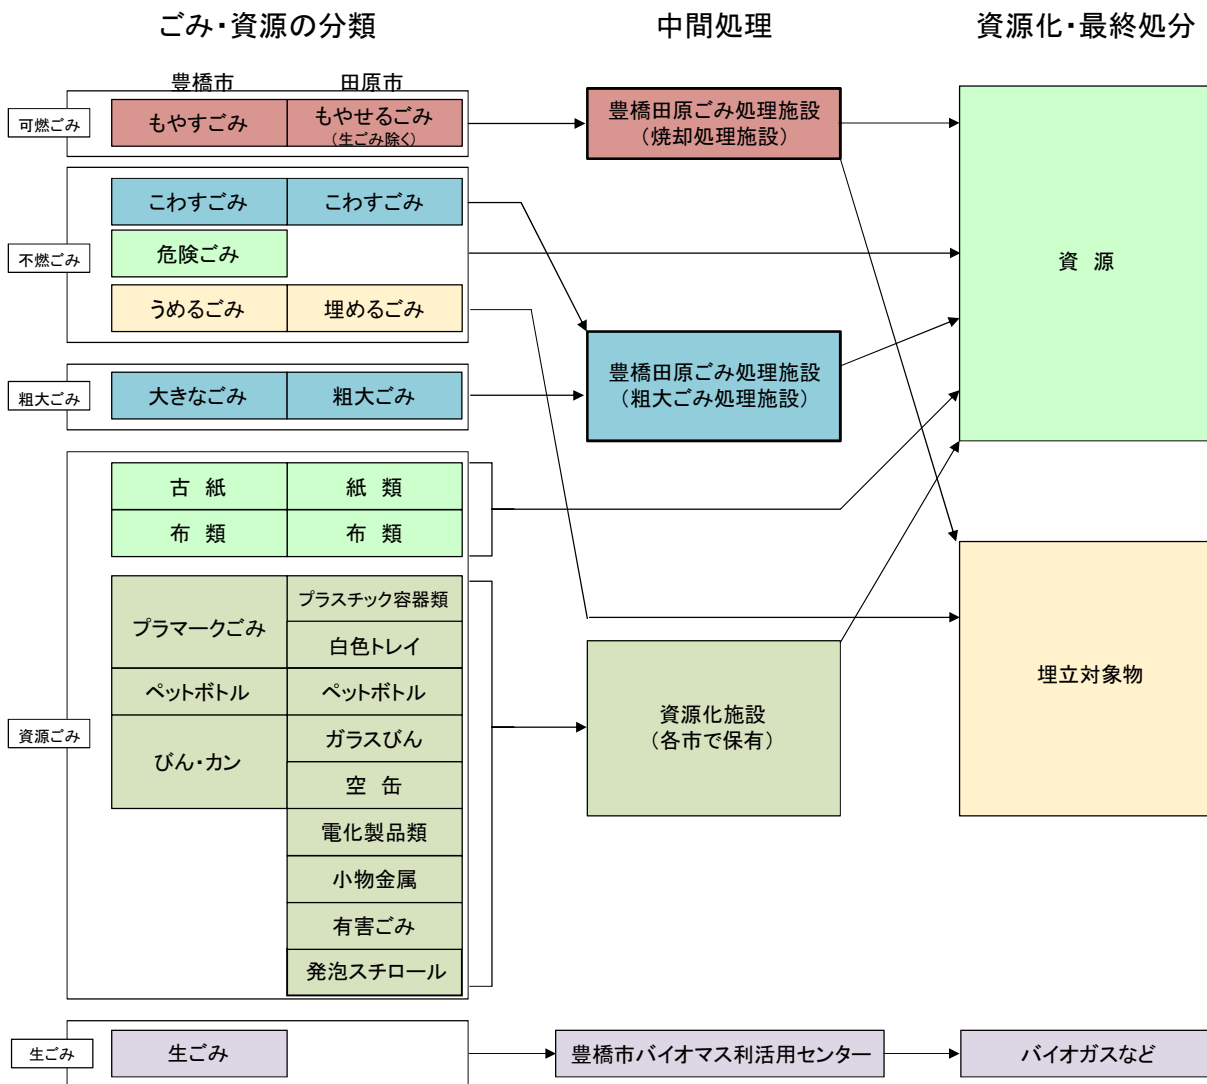 ごみ・資源の分類
中間処理
資源化・最終処分
豊橋市
田原市
可燃ごみ
もやすごみ
もやせるごみ
(生ごみ除く)
豊橋田原ごみ処理施設
(焼却処理施設)
不燃ごみ
こわすごみ
こわすごみ
危険ごみ
うめるごみ
埋めるごみ
資 源
粗大ごみ
大きなごみ
粗大ごみ
豊橋田原ごみ処理施設
(粗大ごみ処理施設)
資源ごみ
古 紙
紙 類
布 類
布 類
プラマークごみ
プラスチック容器類
白色トレイ
ペットボトル
ペットボトル
びん・カン
ガラスびん
空 缶
電化製品類
小物金属
有害ごみ
発泡スチロール
資源化施設
(各市で保有)
埋立対象物
生ごみ
生ごみ
豊橋市バイオマス利活用センター
バイオガスなど